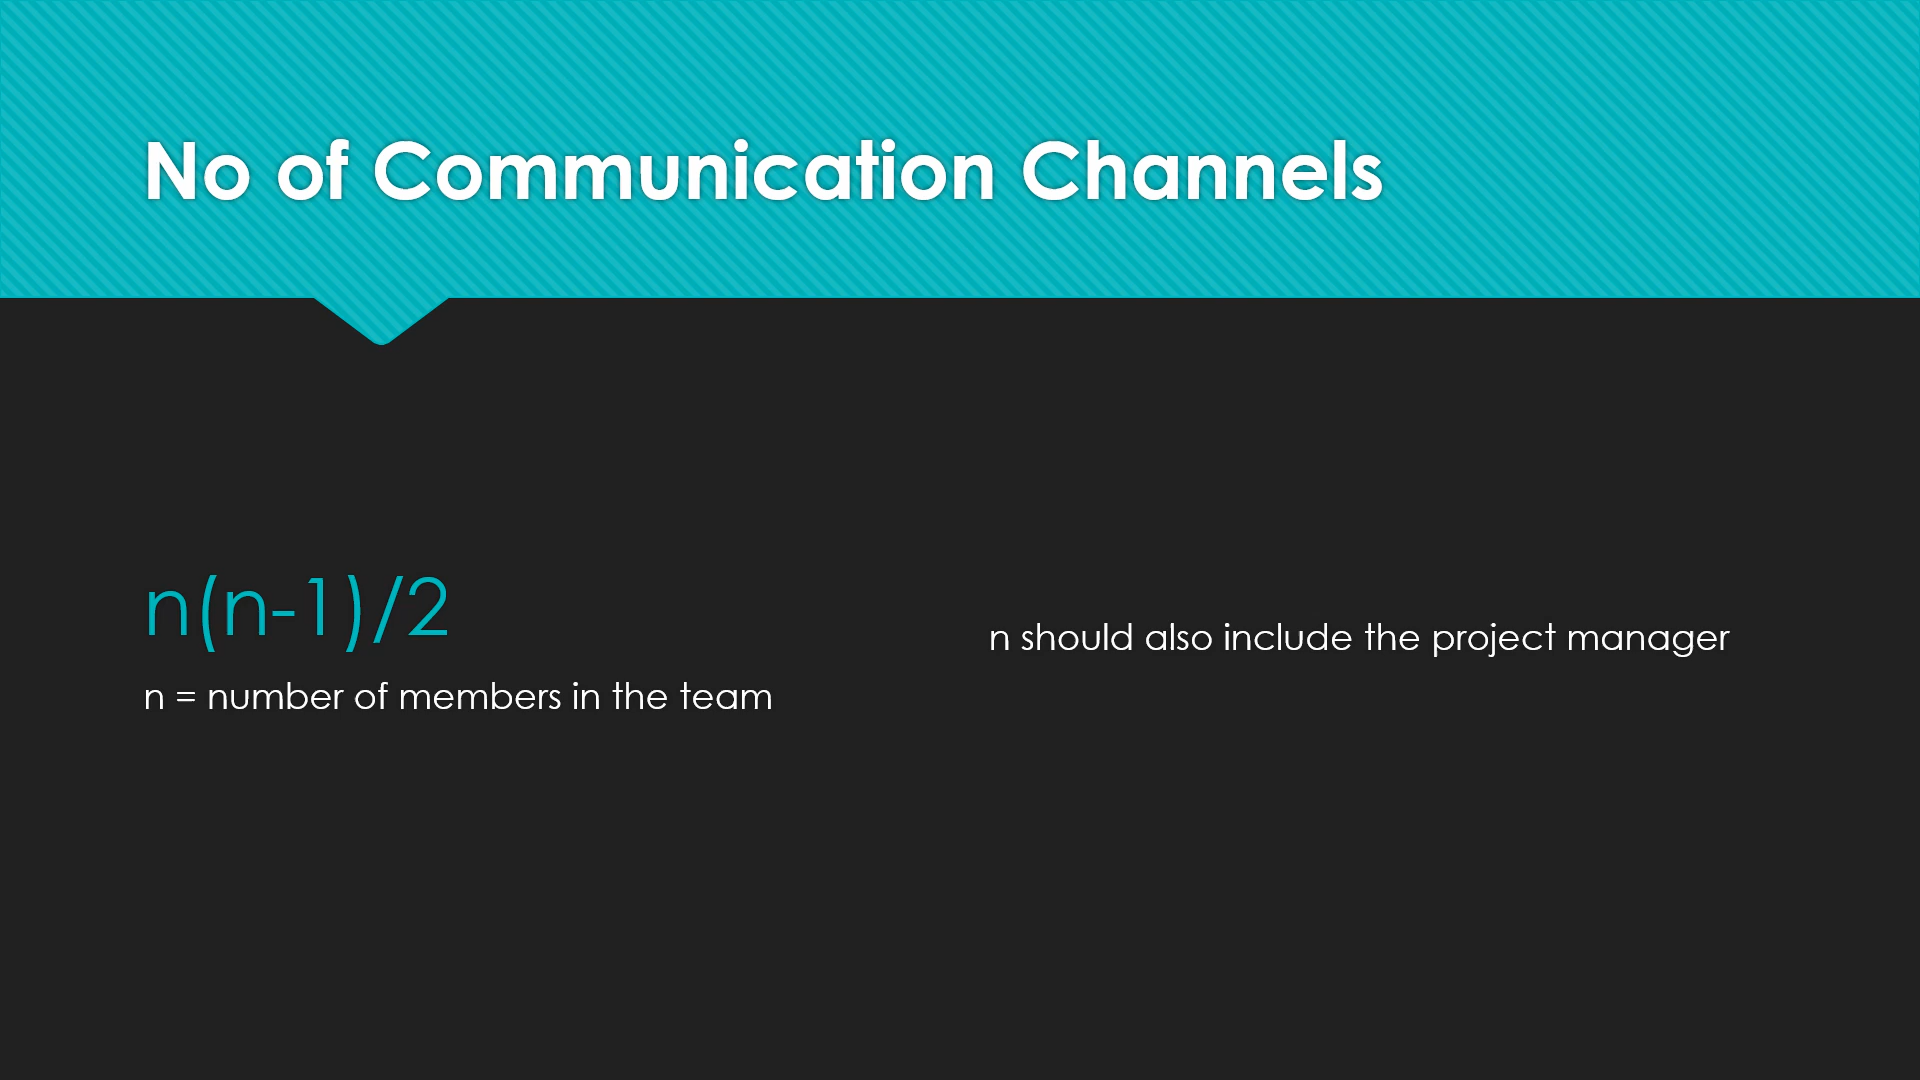 No of Communication Channels
n(n-1)/2
n = number of members in the team
n should also include the project manager